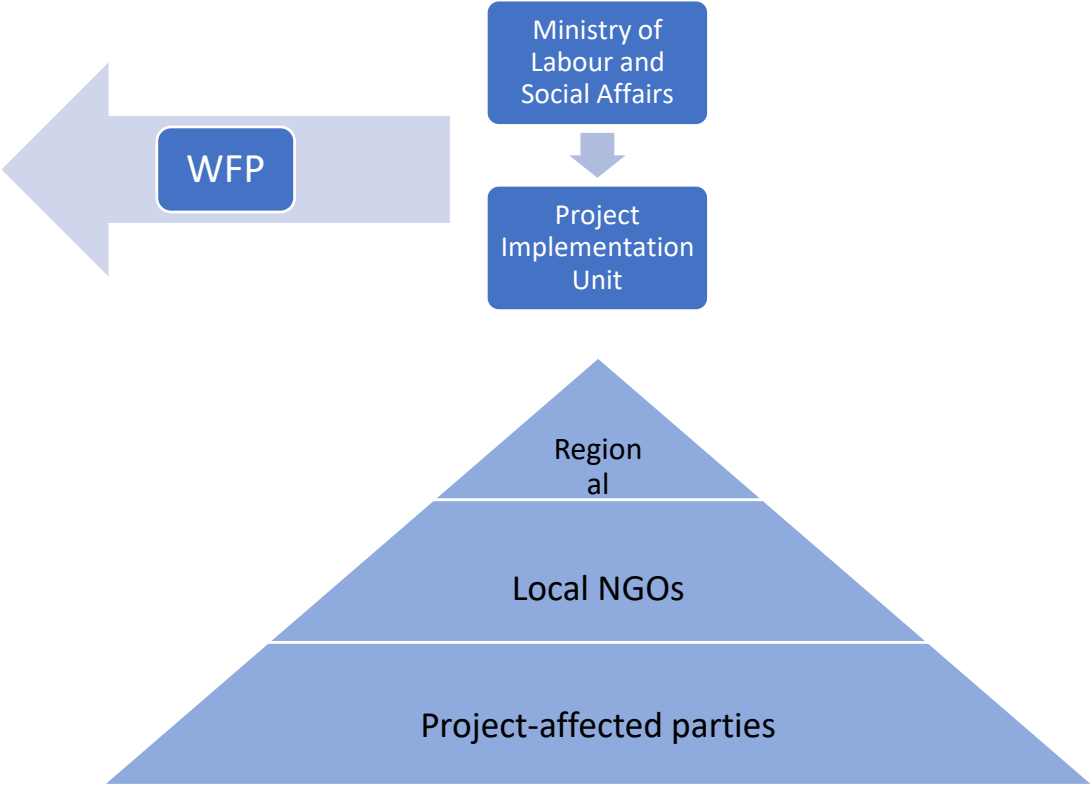 Ministry of
Labour and
Social Affairs
WFP
Project
Implementation
Unit
Region
al
Local NGOs
Project-affected parties